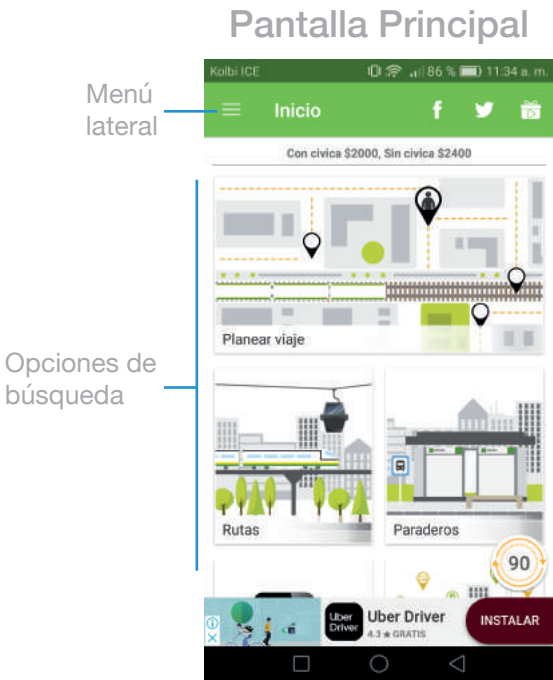 Pantalla Principal
Kolbi ICE 86 % 11:34 a. m.
Menú
lateral
Inicio
Con civica $2000, Sin civica $2400
Planear viaje
Opciones de
búsqueda
Rutas
Paraderos
90
Uber
Driver
Uber Driver
4.3 ★ GRATIS
INSTALAR